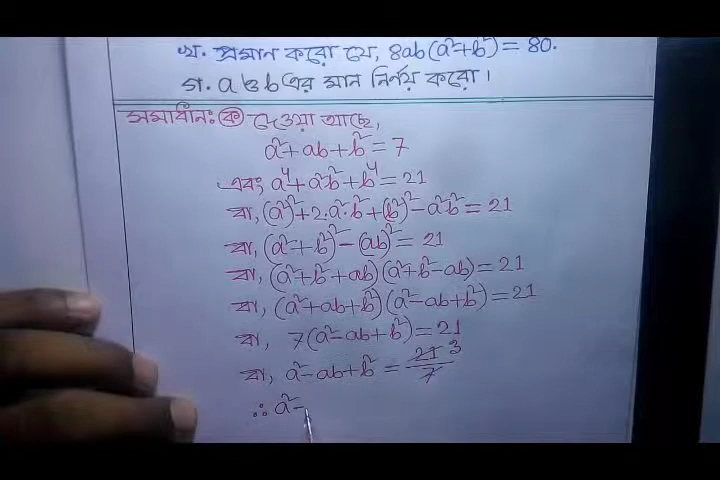 খ. প্রমান করো যে, 8ab(a²+b²) = 80.
গ. a ও b এর মান নির্নয় করো।
সমাধানঃ ক দেওয়া আছে,
a²+ab+b² = 7
এবং, a⁴+a²b²+b⁴ = 21
বা, (a²)²+2.a².b²+(b²)²-a²b² = 21
বা, (a²+b²)²-(ab)² = 21
বা, (a²+b²+ab)(a²+b²-ab) = 21
বা, (a²+ab+b²)(a²-ab+b²) = 21
বা, 7(a²-ab+b²) = 21
বা, a²-ab+b² = 21/7 3
∴ a²-